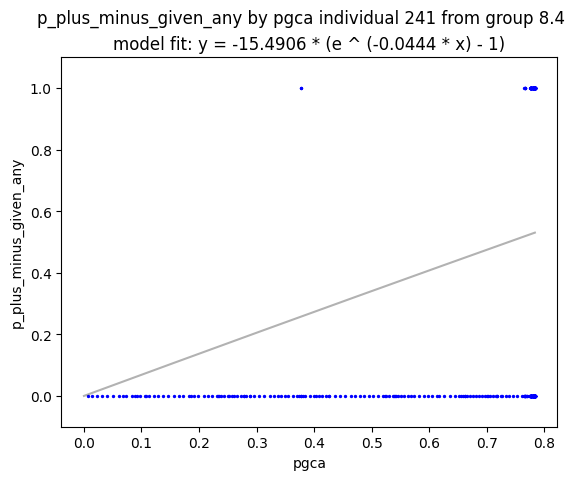 p_plus_minus_given_any by pgca individual 241 from group 8.4
model fit: y = -15.4906 * (e ^ (-0.0444 * x) - 1)
1.0
0.8
0.6
0.4
0.2
0.0
p_plus_minus_given_any
0.0 0.1 0.2 0.3 0.4 0.5 0.6 0.7 0.8
pgca